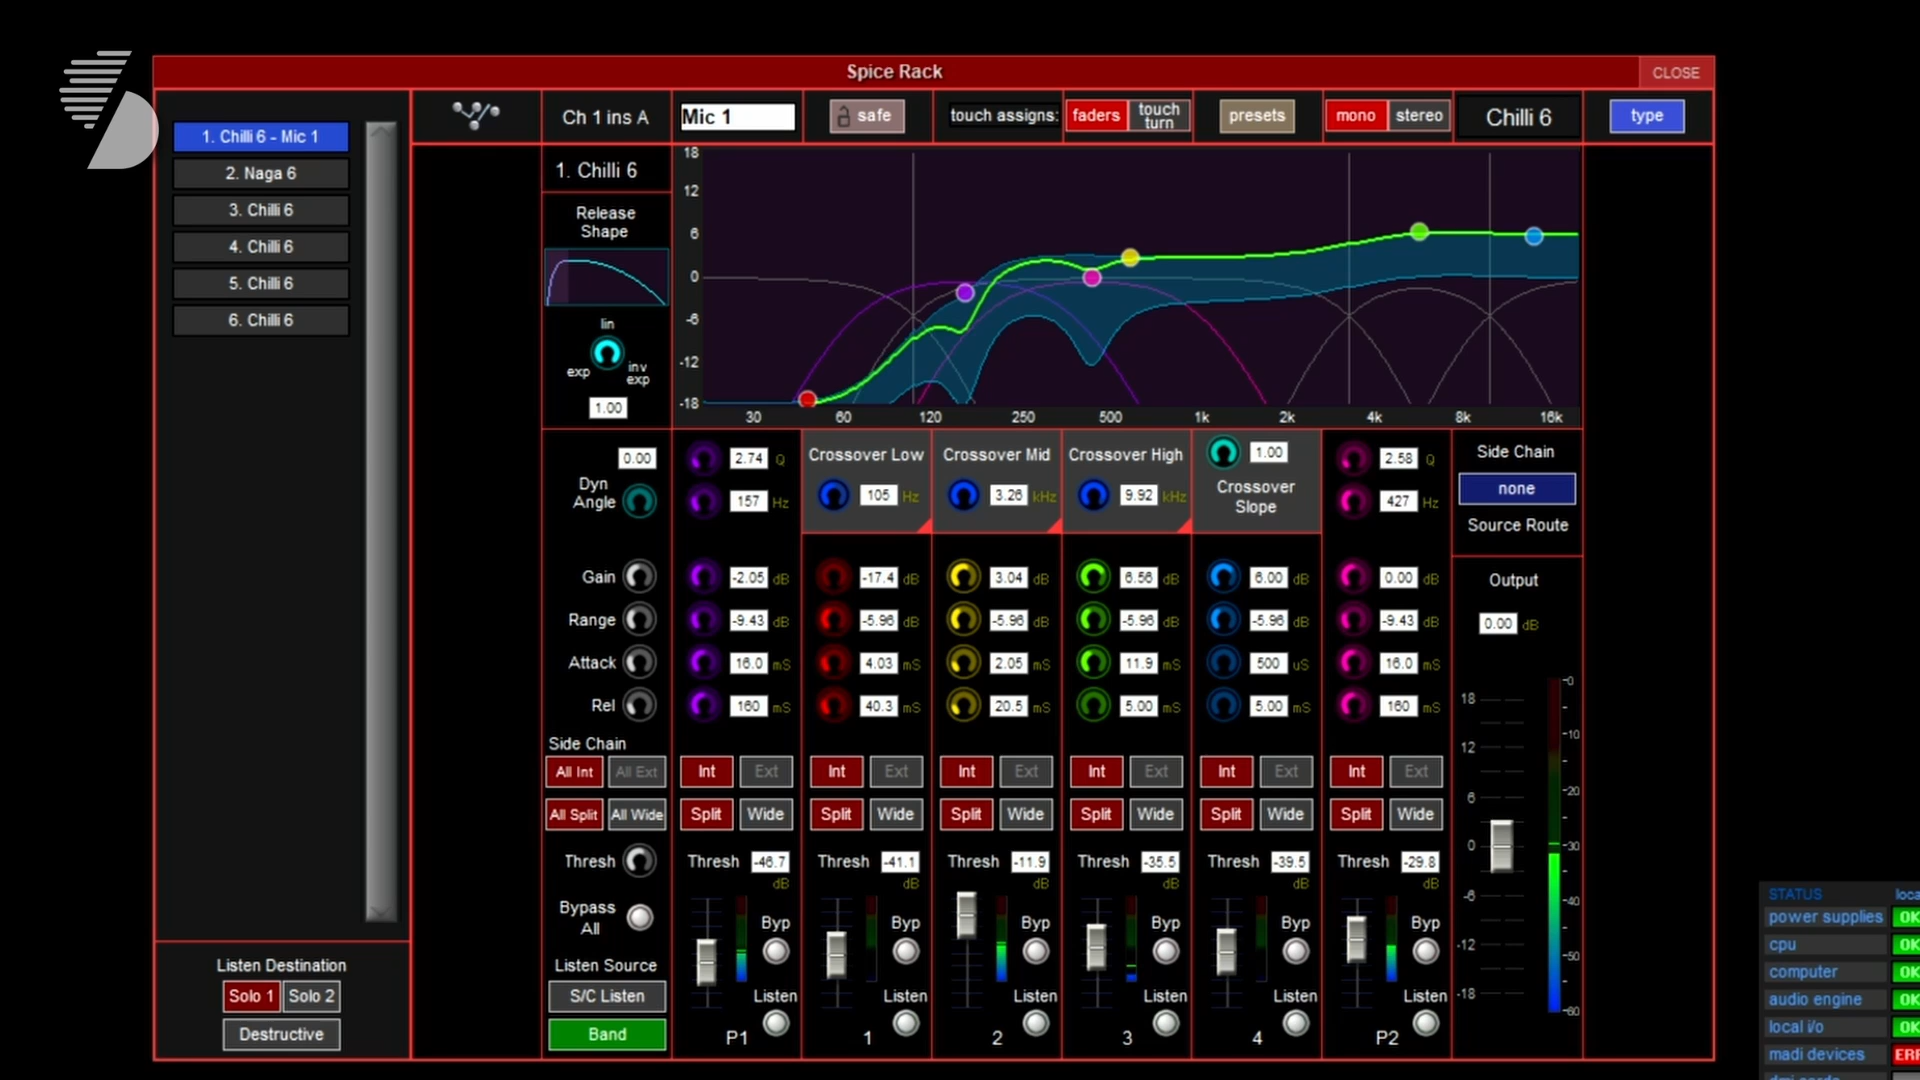 Spice Rack
CLOSE
1. Chilli 6 - Mic 1
2. Naga 6
3. Chilli 6
4. Chilli 6
5. Chilli 6
6. Chilli 6
Ch 1 ins A
Mic 1
safe
touch assigns:
faders
touch turn
presets
mono
stereo
Chilli 6
type
1. Chilli 6
Release
Shape
lin
exp
inv
exp
1.00
18
12
6
0
-6
-12
-18
30 60 120 250 500 1k 2k 4k 8k 16k
0.00
Dyn
Angle
2.74 Q
157 Hz
Crossover Low
105 Hz
Crossover Mid
3.26 kHz
Crossover High
9.92 kHz
1.00
Crossover
Slope
2.58 Q
427 Hz
Side Chain
none
Source Route
Gain -2.05 dB -17.4 dB 3.04 dB 6.56 dB 6.00 dB 0.00 dB
Range -9.43 dB -5.96 dB -5.96 dB -5.96 dB -5.96 dB -9.43 dB
Attack 16.0 mS 4.03 mS 2.05 mS 11.9 mS 500 uS 16.0 mS
Rel 160 mS 40.3 mS 20.5 mS 5.00 mS 5.00 mS 160 mS
Output
0.00 dB
18
12
6
0
-6
-12
-18
-0
-10
-20
-30
-40
-50
-60
Side Chain
All Int All Ext Int Ext Int Ext Int Ext Int Ext Int Ext Int Ext
All Split All Wide Split Wide Split Wide Split Wide Split Wide Split Wide Split Wide
Thresh Thresh -46.7 Thresh -41.1 Thresh -11.9 Thresh -35.5 Thresh -39.5 Thresh -29.8
dB dB dB dB dB dB
Bypass
All
Byp Byp Byp Byp Byp Byp
Listen Source
S/C Listen
Band
Listen Listen Listen Listen Listen Listen
P1 1 2 3 4 P2
Listen Destination
Solo 1 Solo 2
Destructive
STATUS
power supplies OK
cpu OK
computer OK
audio engine OK
local i/o OK
madi devices